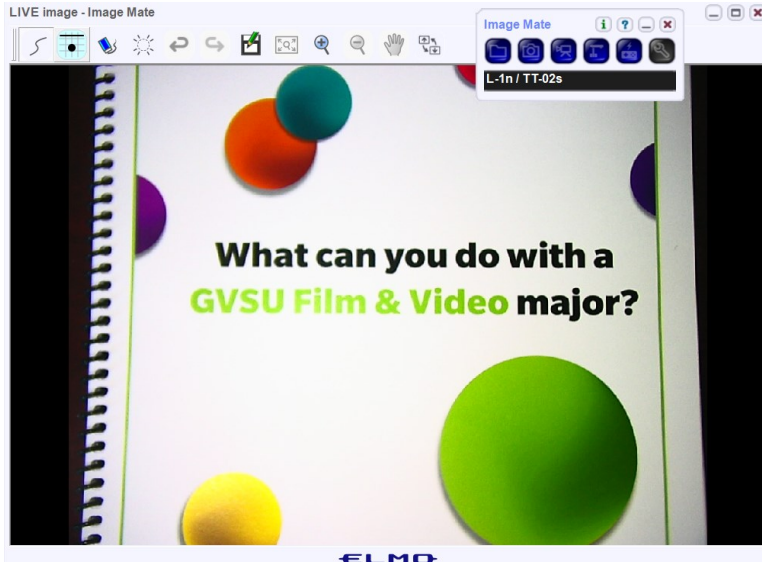 LIVE image - Image Mate
Image Mate
L-1n / TT-02s
What can you do with a
GVSU Film & Video major?
ELMO